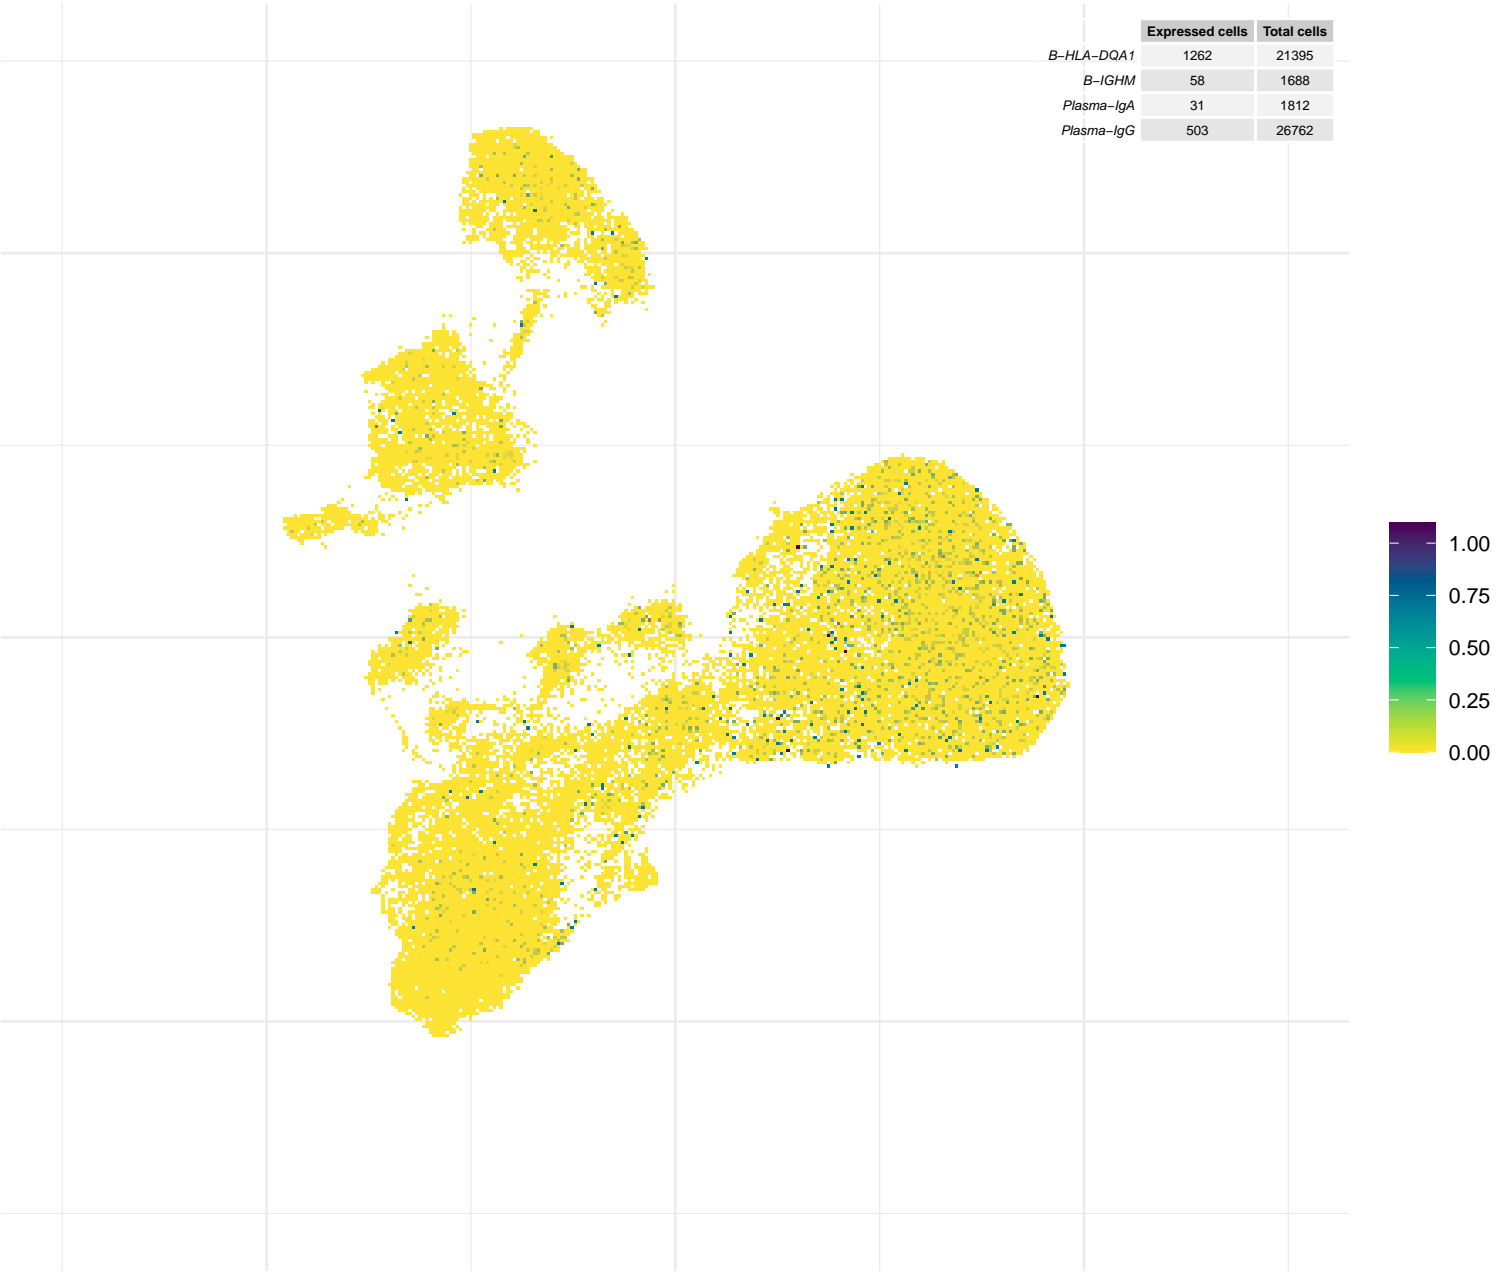 Expressed cells Total cells
B−HLA−DQA1 1262 21395
B−IGHM 58 1688
Plasma−IgA 31 1812
Plasma−IgG 503 26762
1.00
0.75
0.50
0.25
0.00